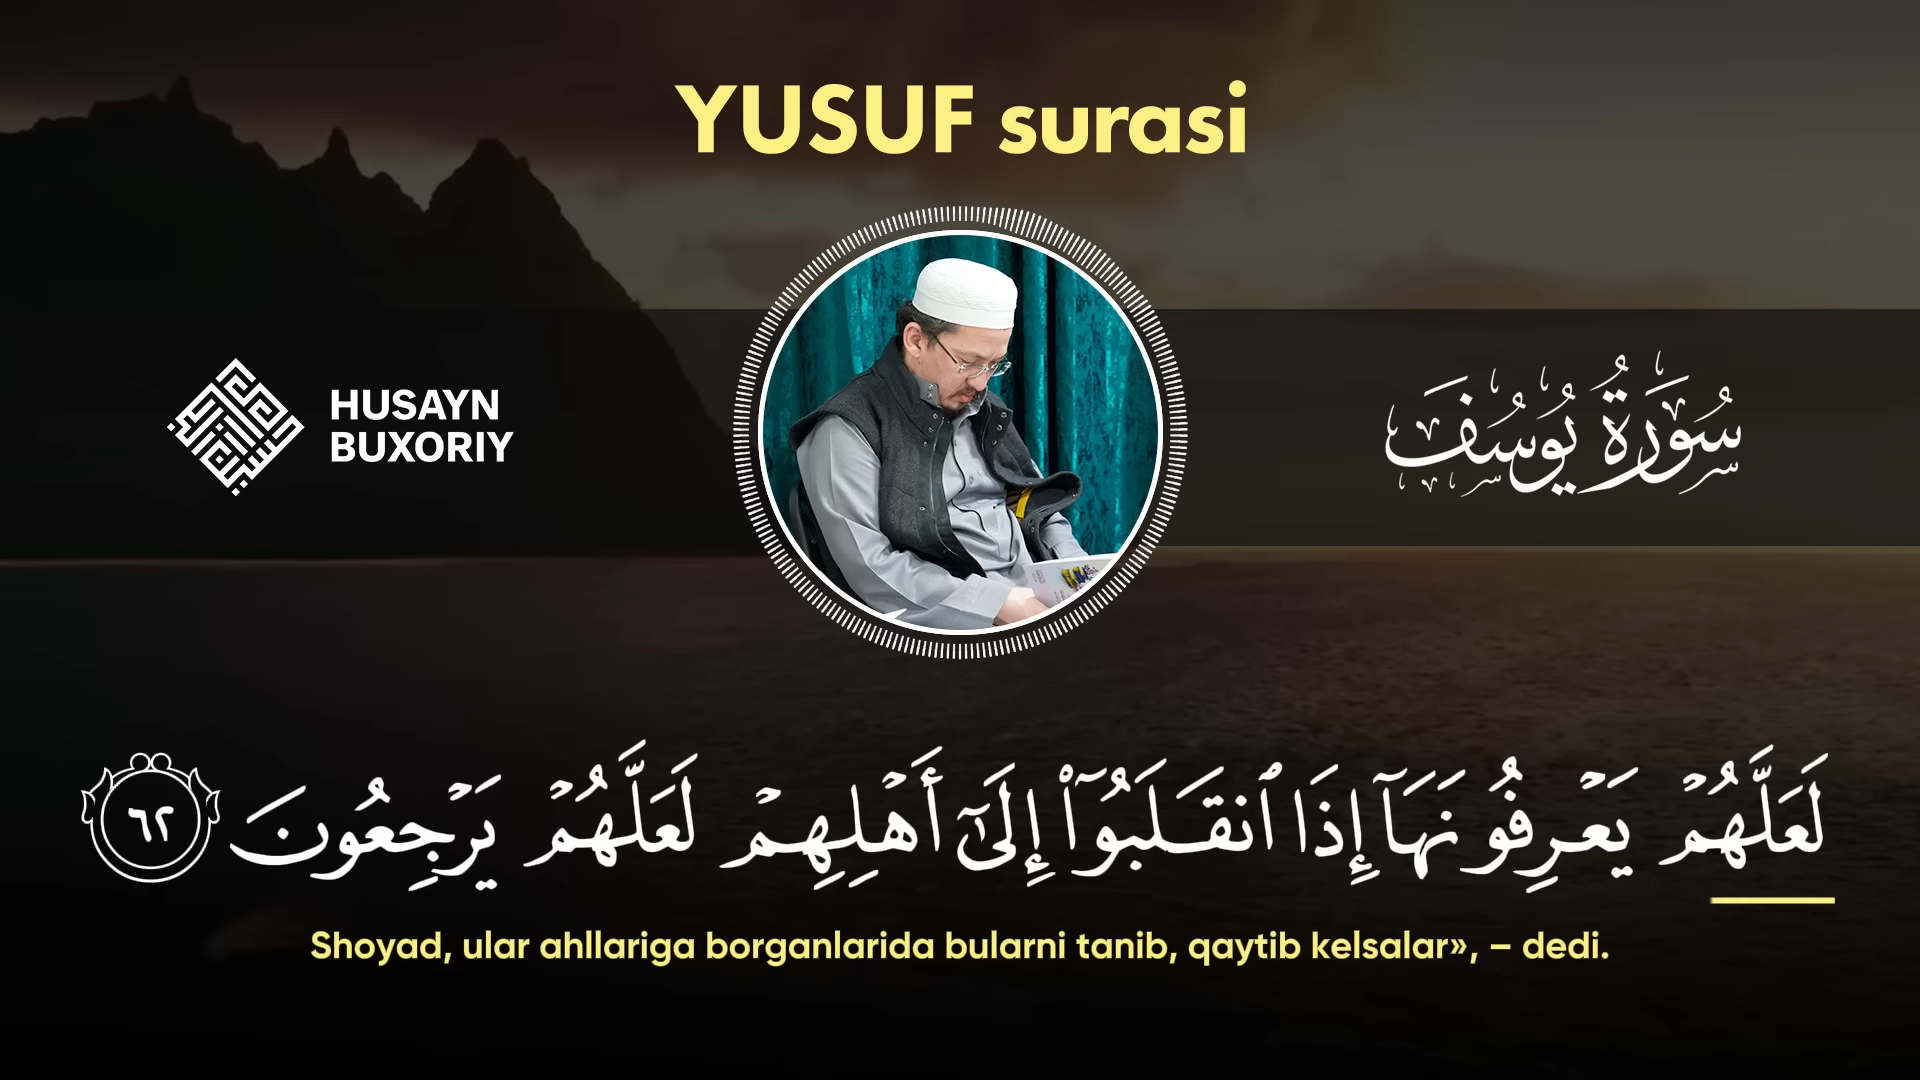 YUSUF surasi
HUSAYN
BUXORIY
سُورَةُ يُوسُفَ
لَعَلَّهُمْ يَعْرِفُونَهَآ إِذَا ٱنقَلَبُوٓا۟ إِلَىٰٓ أَهْلِهِمْ لَعَلَّهُمْ يَرْجِعُونَ ٦٢
Shoyad, ular ahllariga borganlarida bularni tanib, qaytib kelsalar», – dedi.